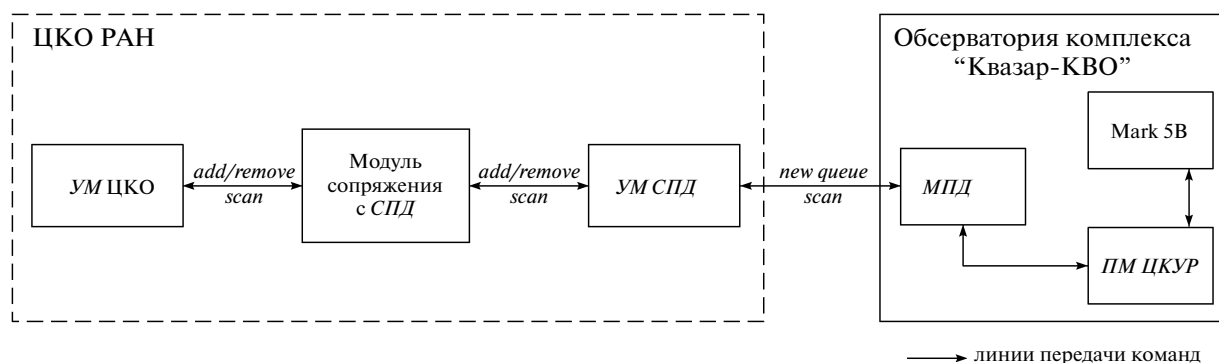 ЦКО РАН
Обсерватория комплекса
“Квазар-КВО”
Mark 5B
УМ ЦКО
add/remove
scan
Модуль
сопряжения
с СПД
add/remove
scan
УМ СПД
new queue
scan
МПД
ПМ ЦКУР
линии передачи команд